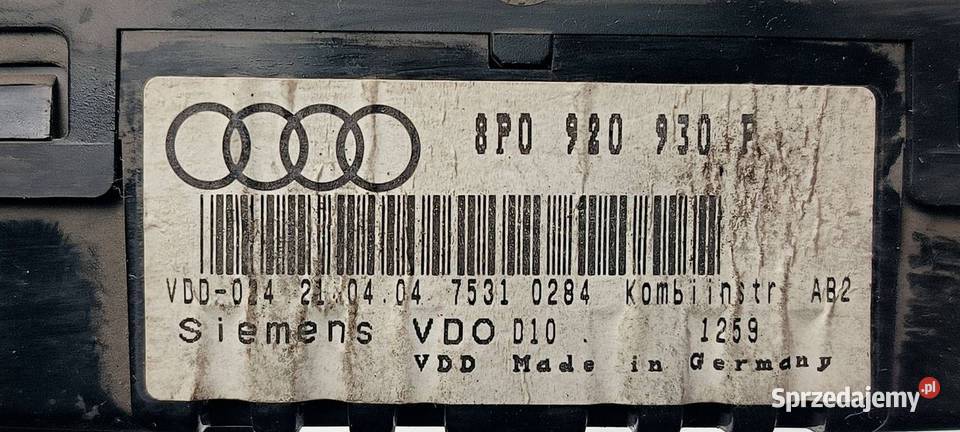 8P0 920 930 F
VDD-024 21.04.04 7531 0284 Kombiinstr AB2
Siemens VDO D10 . 1259
VDD Made in Germany
Sprzedajemy.pl